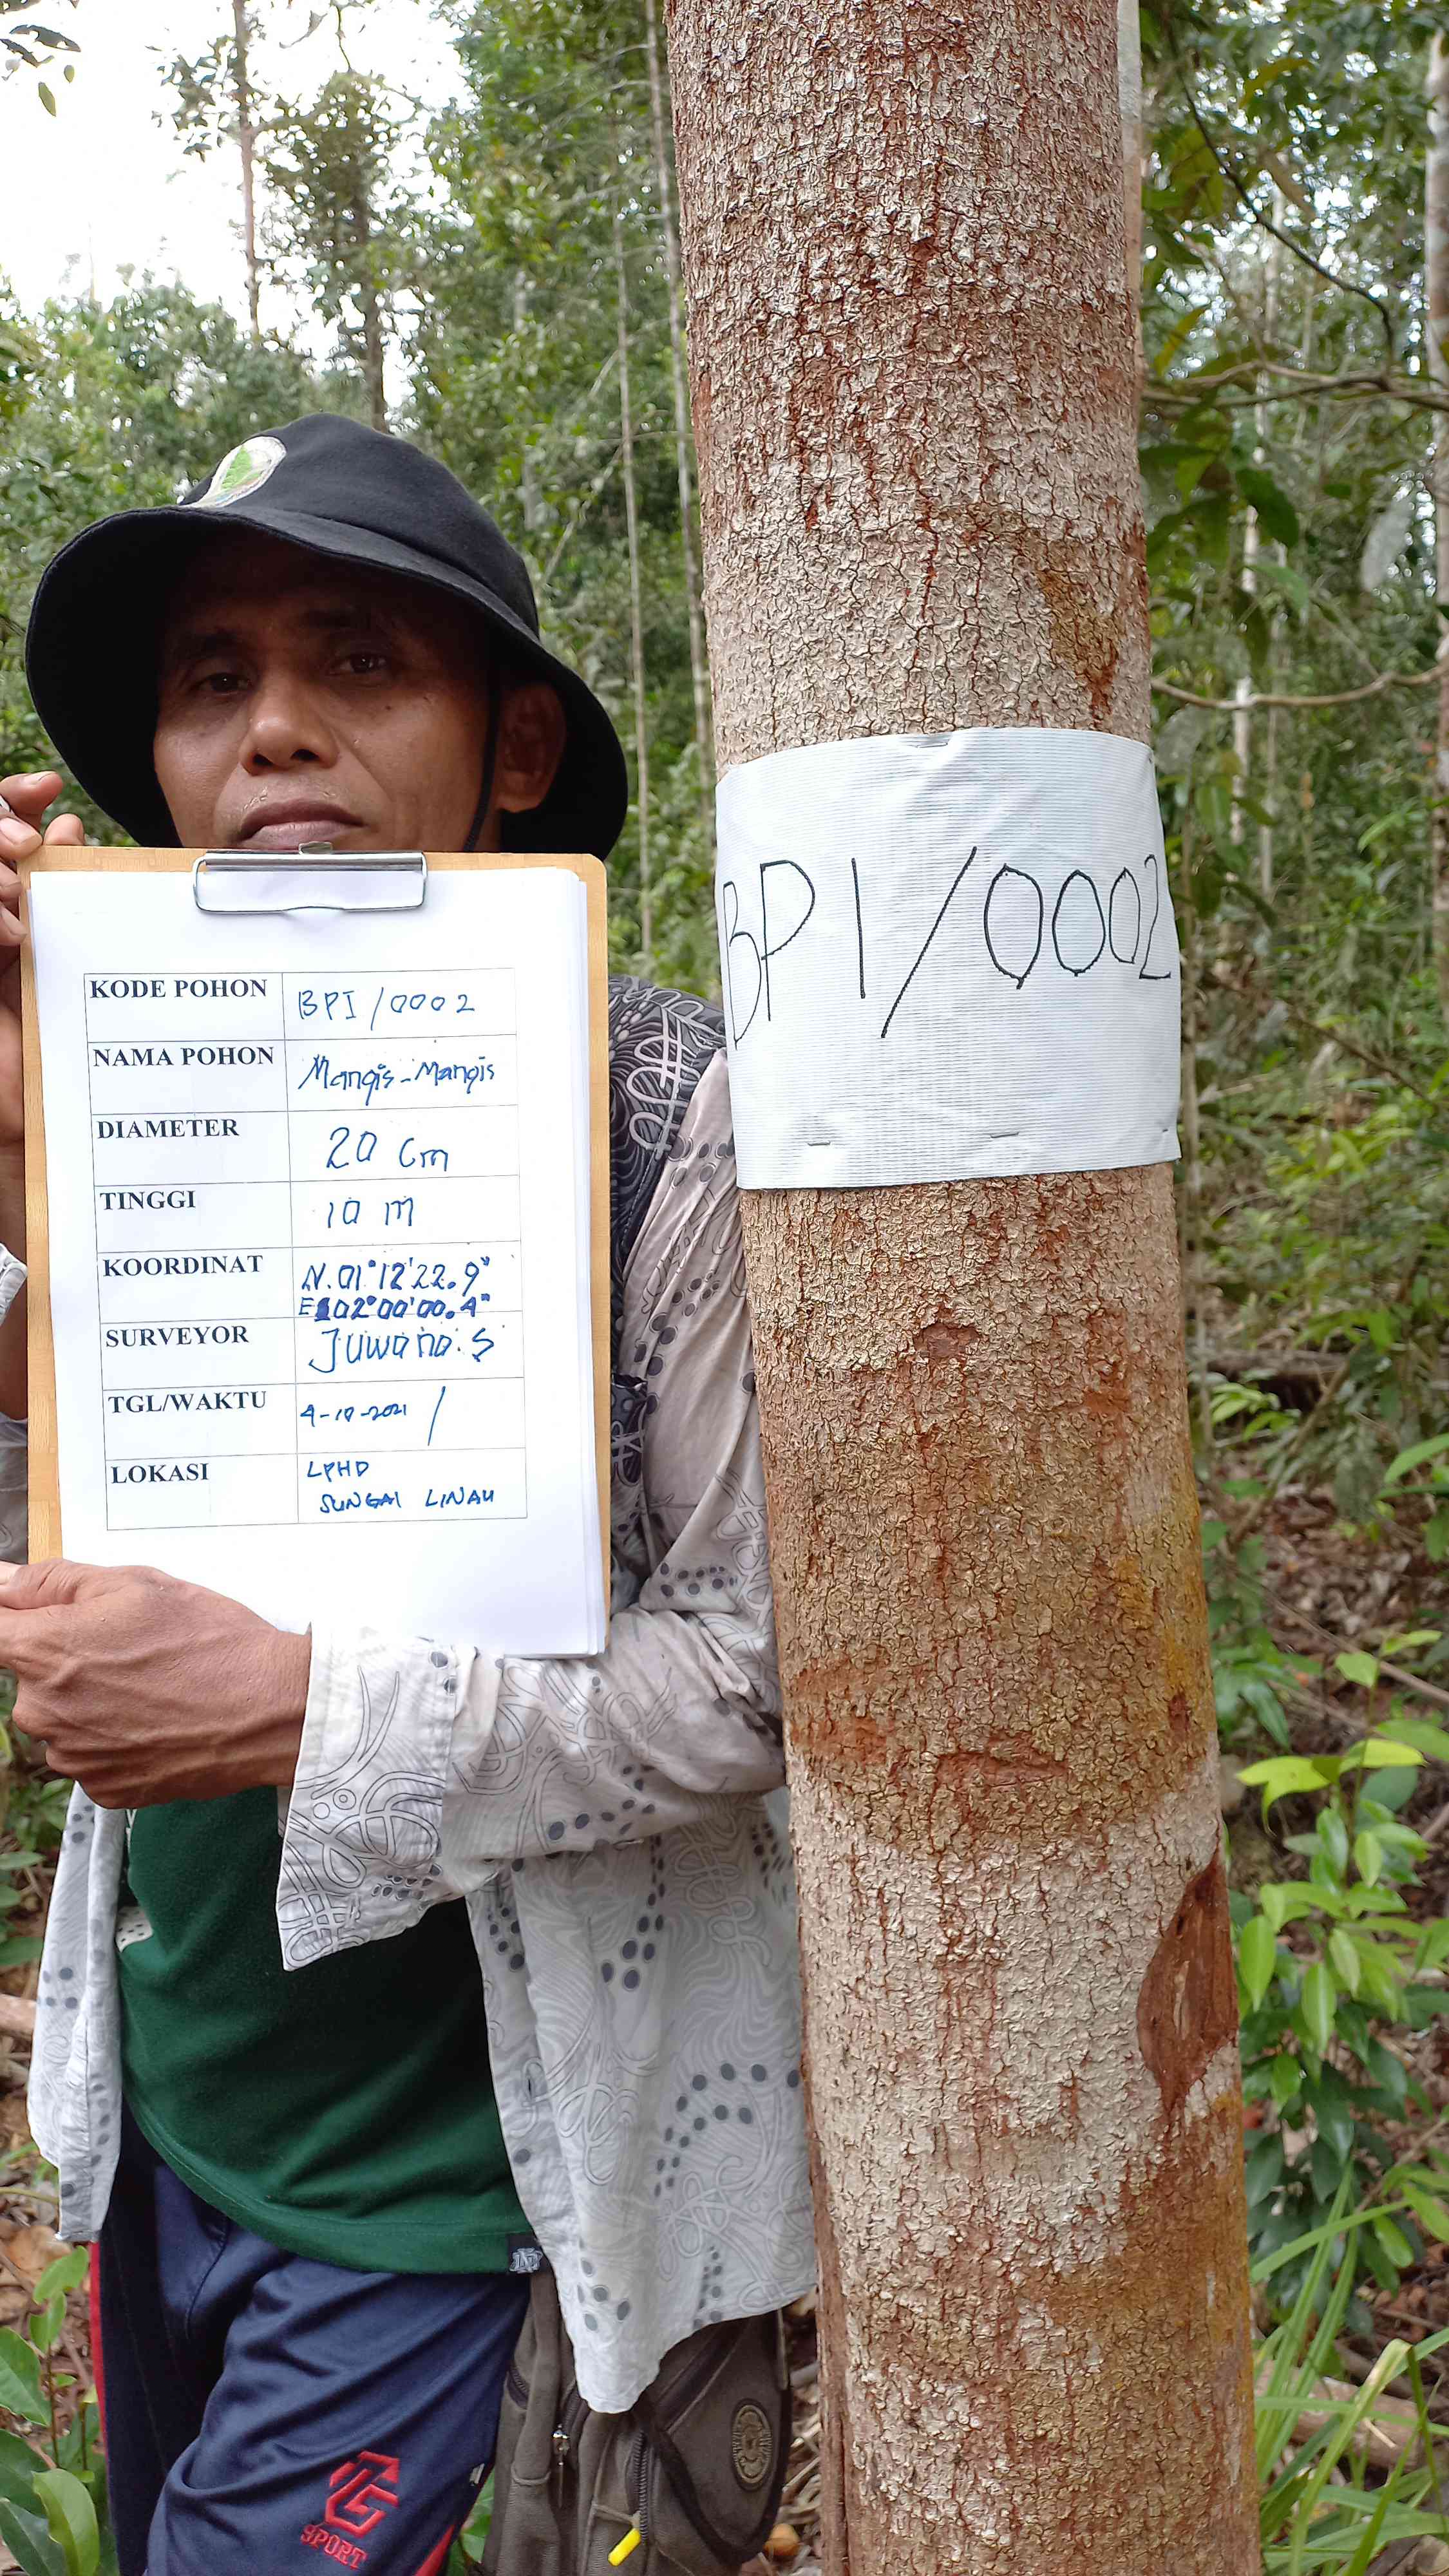 KODE POHON BPI/0002
NAMA POHON Mangis-Mangis
DIAMETER 20 cm
TINGGI 10 m
KOORDINAT N.01°12'22.9"
E102°00'00.4"
SURVEYOR Juwono.S
TGL/WAKTU 4-10-2021 /
LOKASI LPHD
SUNGAI LINAU
BPI/0002
SPORT